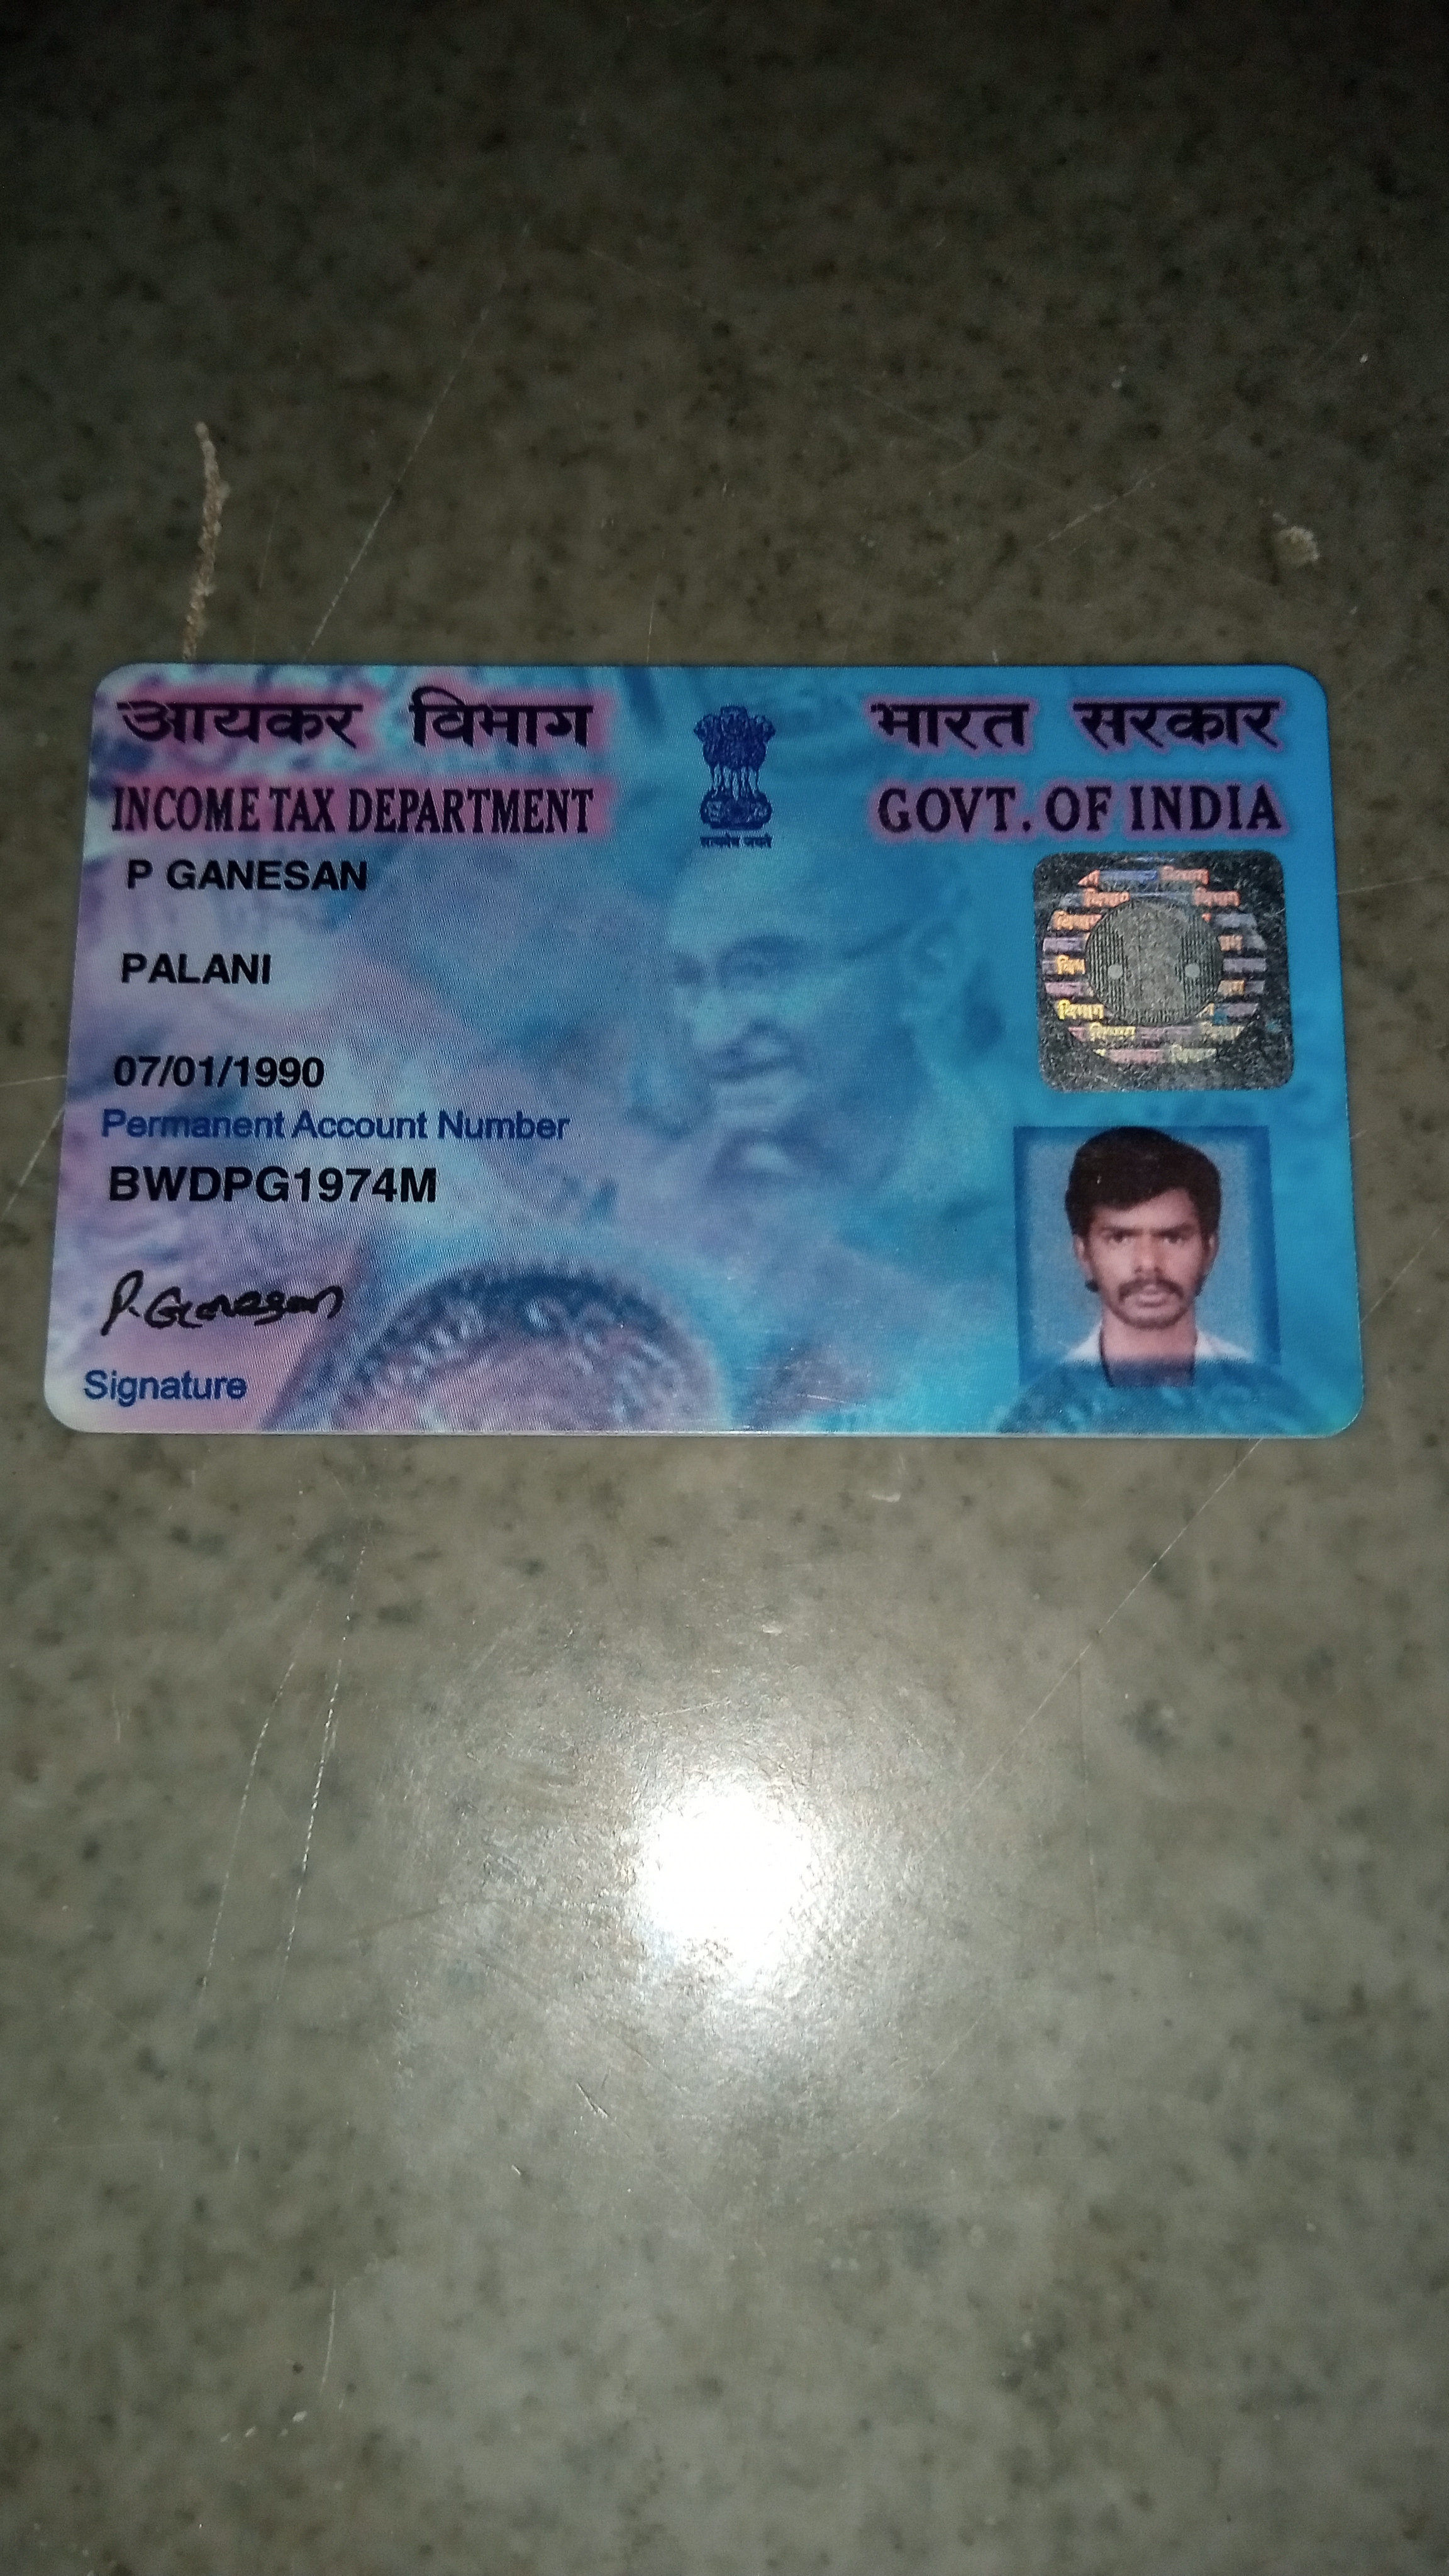 आयकर विभाग
INCOME TAX DEPARTMENT
सत्यमेव जयते
भारत सरकार
GOVT. OF INDIA
P GANESAN
PALANI
07/01/1990
Permanent Account Number
BWDPG1974M
P. Ganesan
Signature
विभाग